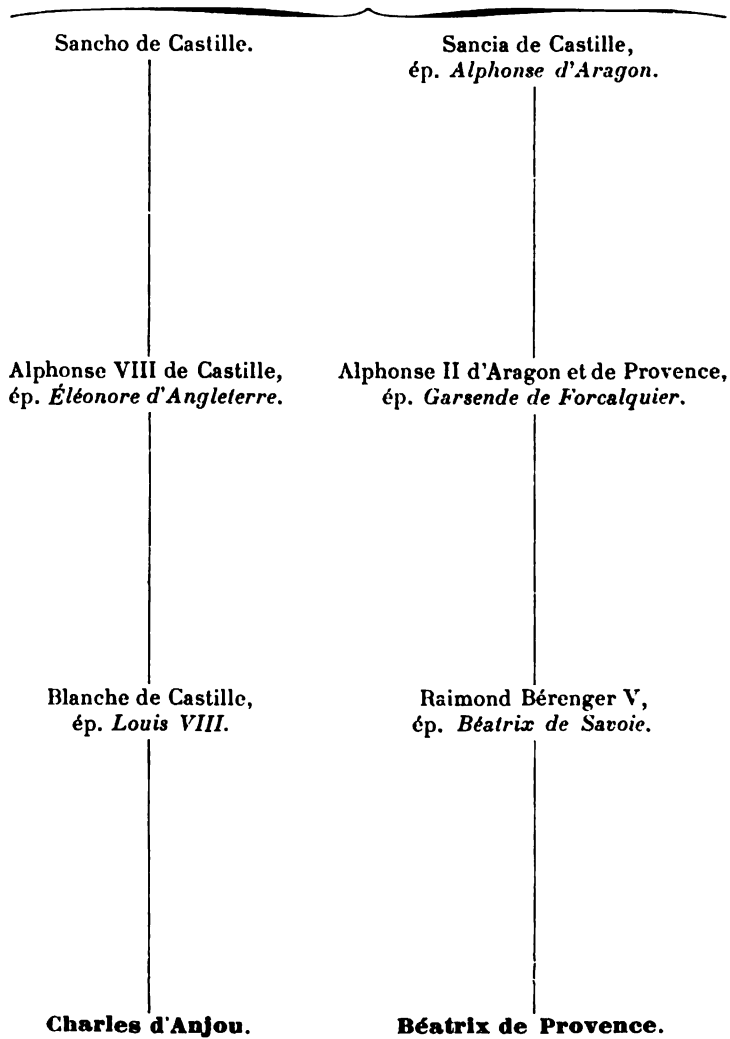 Sancho de Castille.
Sancia de Castille,
ép. Alphonse d'Aragon.
Alphonse VIII de Castille,
ép. Éléonore d'Angleterre.
Alphonse II d'Aragon et de Provence,
ép. Garsende de Forcalquier.
Blanche de Castille,
ép. Louis VIII.
Raimond Bérenger V,
ép. Béatrix de Savoie.
Charles d'Anjou.
Béatrix de Provence.